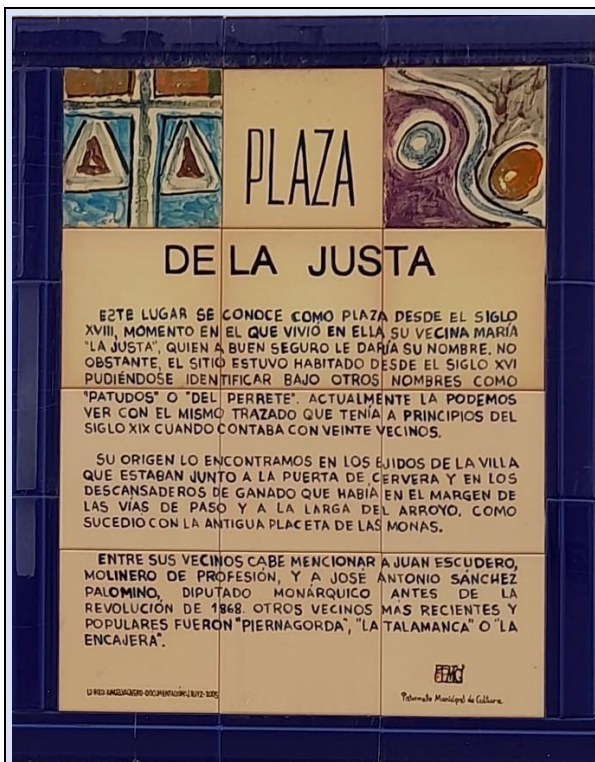 PLAZA
DE LA JUSTA
ESTE LUGAR SE CONOCE COMO PLAZA DESDE EL SIGLO
XVIII, MOMENTO EN EL QUE VIVIÓ EN ELLA SU VECINA MARÍA
"LA JUSTA", QUIEN A BUEN SEGURO LE DARÍA SU NOMBRE. NO
OBSTANTE, EL SITIO ESTUVO HABITADO DESDE EL SIGLO XVI
PUDIÉNDOSE IDENTIFICAR BAJO OTROS NOMBRES COMO
"PATUDOS" O "DEL PERRETE". ACTUALMENTE LA PODEMOS
VER CON EL MISMO TRAZADO QUE TENÍA A PRINCIPIOS DEL
SIGLO XIX CUANDO CONTABA CON VEINTE VECINOS.
SU ORIGEN LO ENCONTRAMOS EN LOS EJIDOS DE LA VILLA
QUE ESTABAN JUNTO A LA PUERTA DE CERVERA Y EN LOS
DESCANSADEROS DE GANADO QUE HABÍA EN EL MARGEN DE
LAS VÍAS DE PASO Y A LA LARGA DEL ARROYO, COMO
SUCEDIO CON LA ANTIGUA PLACETA DE LAS MONAS.
ENTRE SUS VECINOS CABE MENCIONAR A JUAN ESCUDERO,
MOLINERO DE PROFESIÓN, Y A JOSÉ ANTONIO SÁNCHEZ
PALOMINO, DIPUTADO MONÁRQUICO ANTES DE LA
REVOLUCIÓN DE 1868. OTROS VECINOS MÁS RECIENTES Y
POPULARES FUERON "PIERNAGORDA", "LA TALAMANCA" O "LA
ENCAJERA".
DOCUMENTACIÓN: J. RUYZ - 2005
Patronato Municipal de Cultura